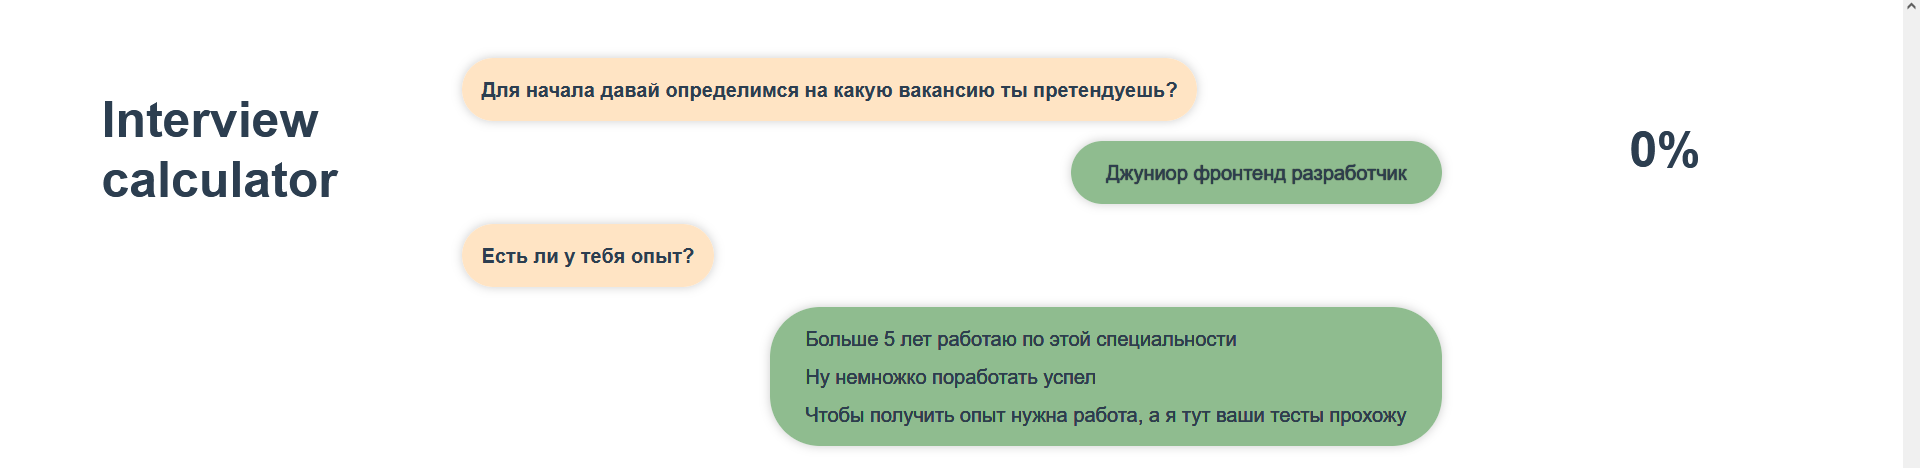 Interview
calculator
Для начала давай определимся на какую вакансию ты претендуешь?
Джуниор фронтенд разработчик
0%
Есть ли у тебя опыт?
Больше 5 лет работаю по этой специальности
Ну немножко поработать успел
Чтобы получить опыт нужна работа, а я тут ваши тесты прохожу